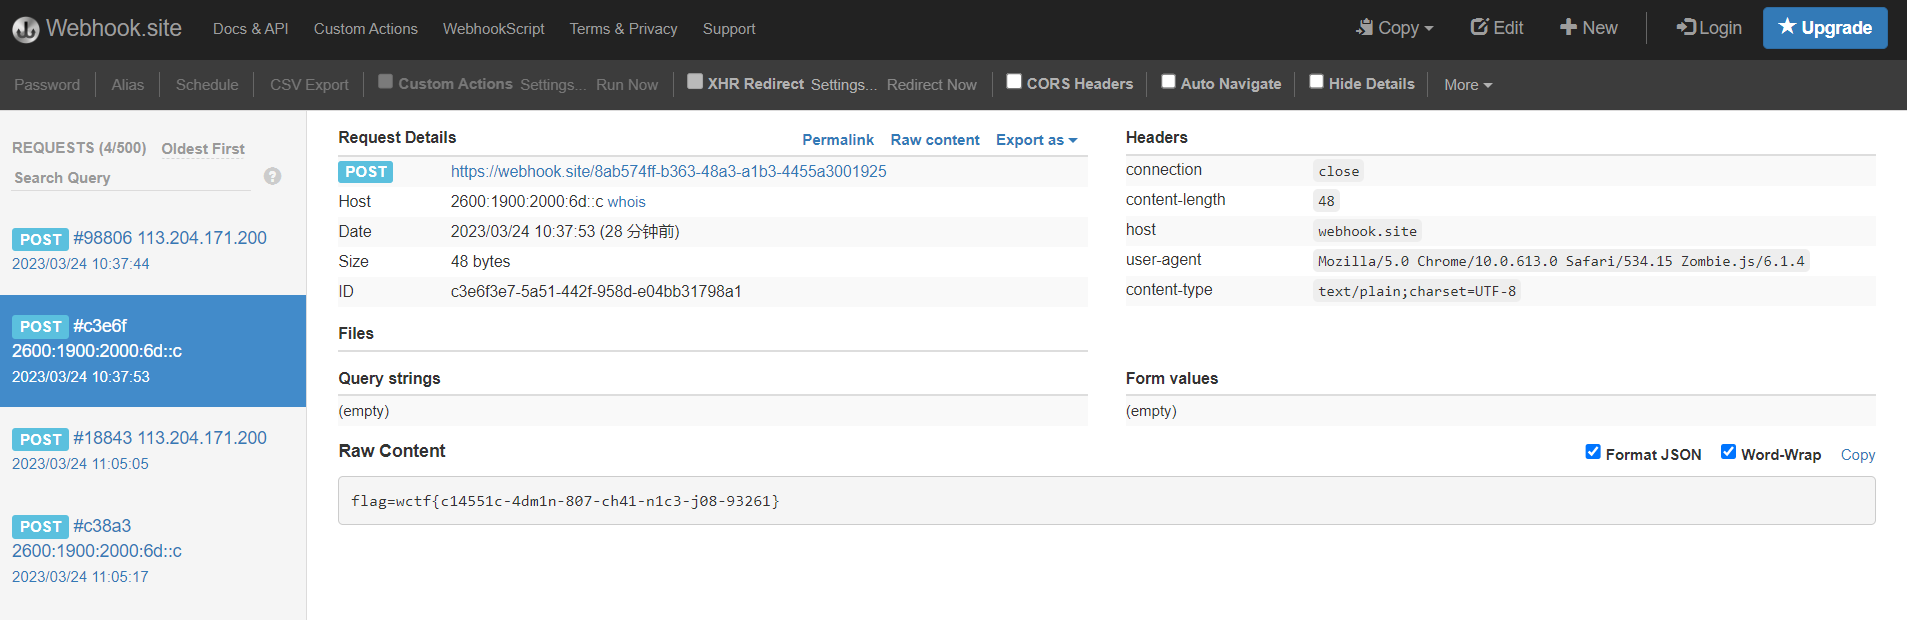 Webhook.site Docs & API Custom Actions WebhookScript Terms & Privacy Support Copy Edit New Login Upgrade
Password Alias Schedule CSV Export Custom Actions Settings... Run Now XHR Redirect Settings... Redirect Now CORS Headers Auto Navigate Hide Details More
REQUESTS (4/500) Oldest First
Search Query ?
POST #98806 113.204.171.200
2023/03/24 10:37:44
POST #c3e6f
2600:1900:2000:6d::c
2023/03/24 10:37:53
POST #18843 113.204.171.200
2023/03/24 11:05:05
POST #c38a3
2600:1900:2000:6d::c
2023/03/24 11:05:17
Request Details Permalink Raw content Export as
POST https://webhook.site/8ab574ff-b363-48a3-a1b3-4455a3001925
Host 2600:1900:2000:6d::c whois
Date 2023/03/24 10:37:53 (28 分钟前)
Size 48 bytes
ID c3e6f3e7-5a51-442f-958d-e04bb31798a1
Files
Headers
connection close
content-length 48
host webhook.site
user-agent Mozilla/5.0 Chrome/10.0.613.0 Safari/534.15 Zombie.js/6.1.4
content-type text/plain;charset=UTF-8
Query strings
(empty)
Form values
(empty)
Raw Content Format JSON Word-Wrap Copy
flag=wctf{c14551c-4dm1n-807-ch41-n1c3-j08-93261}